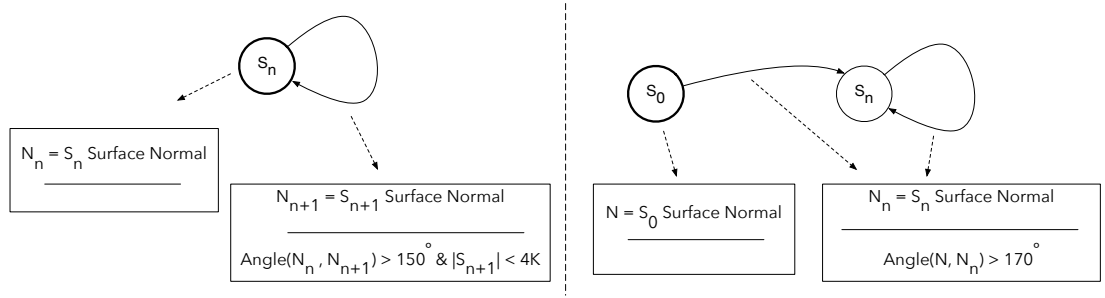 Sn
Nn = Sn Surface Normal
Nn+1 = Sn+1 Surface Normal
Angle(Nn , Nn+1) > 150° & |Sn+1| < 4K
S0
Sn
N = S0 Surface Normal
Nn = Sn Surface Normal
Angle(N, Nn) > 170°